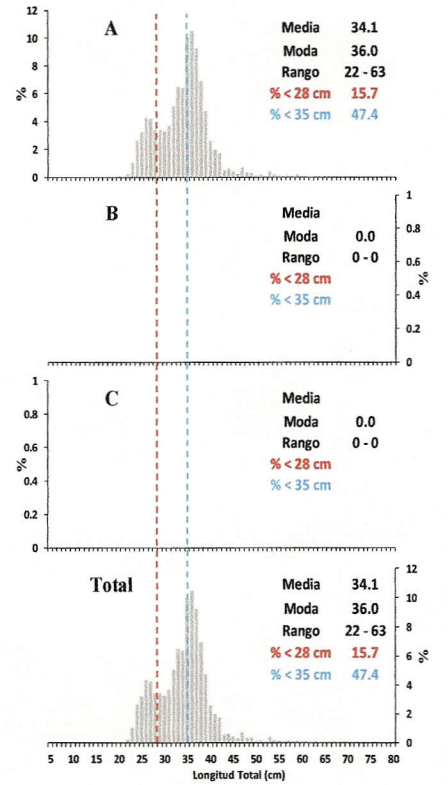 12
10
8
6
4
2
0
%
A
Media 34.1
Moda 36.0
Rango 22 - 63
% < 28 cm 15.7
% < 35 cm 47.4
B
Media
Moda 0.0
Rango 0 - 0
% < 28 cm
% < 35 cm
1
0.8
0.6
0.4
0.2
0
%
1
0.8
0.6
0.4
0.2
0
%
C
Media
Moda 0.0
Rango 0 - 0
% < 28 cm
% < 35 cm
Total
Media 34.1
Moda 36.0
Rango 22 - 63
% < 28 cm 15.7
% < 35 cm 47.4
12
10
8
6
4
2
0
%
5 10 15 20 25 30 35 40 45 50 55 60 65 70 75 80
Longitud Total (cm)